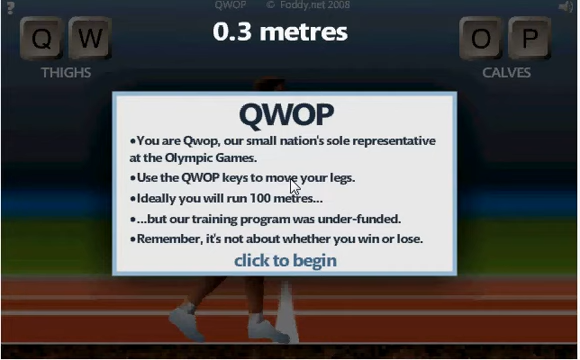 ?
QWOP © Foddy.net 2008
0.3 metres
Q W
O P
THIGHS
CALVES
QWOP
•You are Qwop, our small nation's sole representative
at the Olympic Games.
•Use the QWOP keys to move your legs.
•Ideally you will run 100 metres...
•...but our training program was under-funded.
•Remember, it's not about whether you win or lose.
click to begin